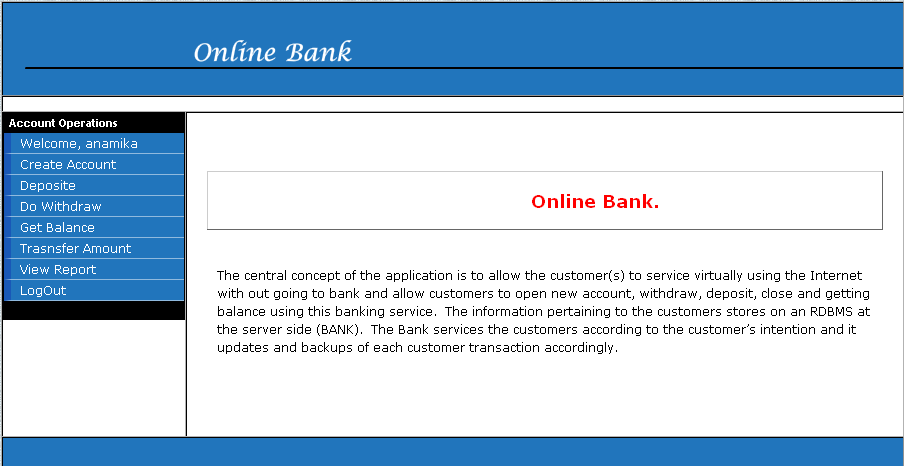 Online Bank
Account Operations
Welcome, anamika
Create Account
Deposite
Do Withdraw
Get Balance
Trasnsfer Amount
View Report
LogOut
Online Bank.
The central concept of the application is to allow the customer(s) to service virtually using the Internet
with out going to bank and allow customers to open new account, withdraw, deposit, close and getting
balance using this banking service.  The information pertaining to the customers stores on an RDBMS at
the server side (BANK).  The Bank services the customers according to the customer’s intention and it
updates and backups of each customer transaction accordingly.